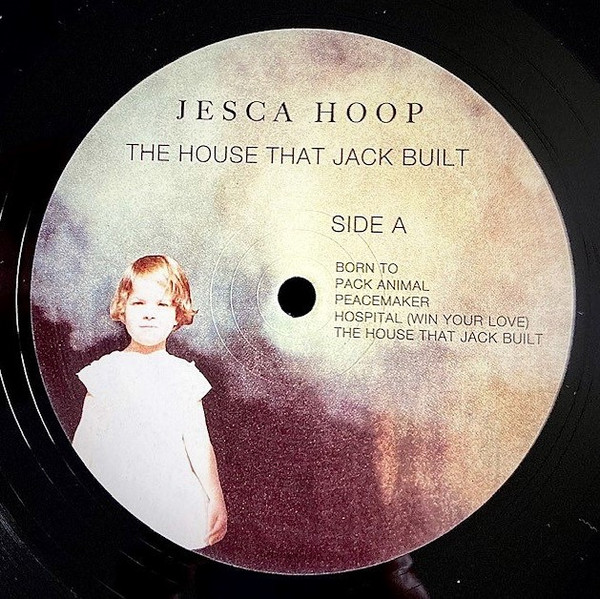 JESCA HOOP
THE HOUSE THAT JACK BUILT
SIDE A
BORN TO
PACK ANIMAL
PEACEMAKER
HOSPITAL (WIN YOUR LOVE)
THE HOUSE THAT JACK BUILT